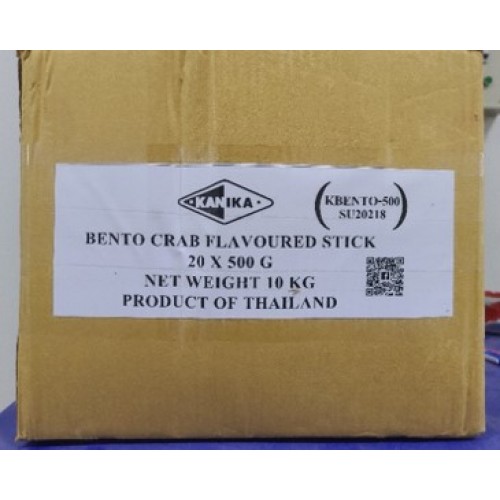 KANIKA
KBENTO-500
SU20218
BENTO CRAB FLAVOURED STICK
20 X 500 G
NET WEIGHT 10 KG
PRODUCT OF THAILAND